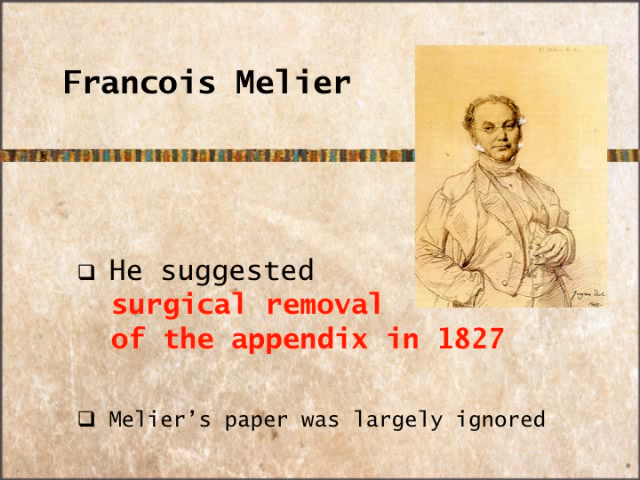 Francois Melier
❑ He suggested
surgical removal
of the appendix in 1827
❑ Melier’s paper was largely ignored